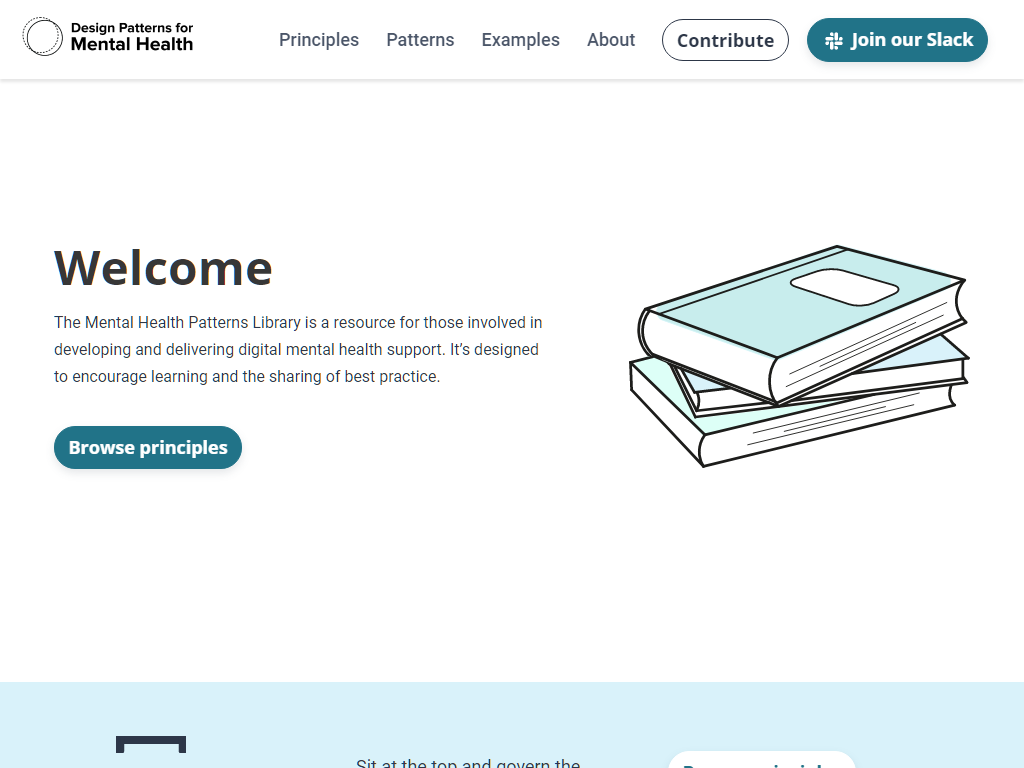 Design Patterns for
Mental Health
Principles
Patterns
Examples
About
Contribute
Join our Slack
Welcome
The Mental Health Patterns Library is a resource for those involved in
developing and delivering digital mental health support. It’s designed
to encourage learning and the sharing of best practice.
Browse principles
Sit at the top and govern the